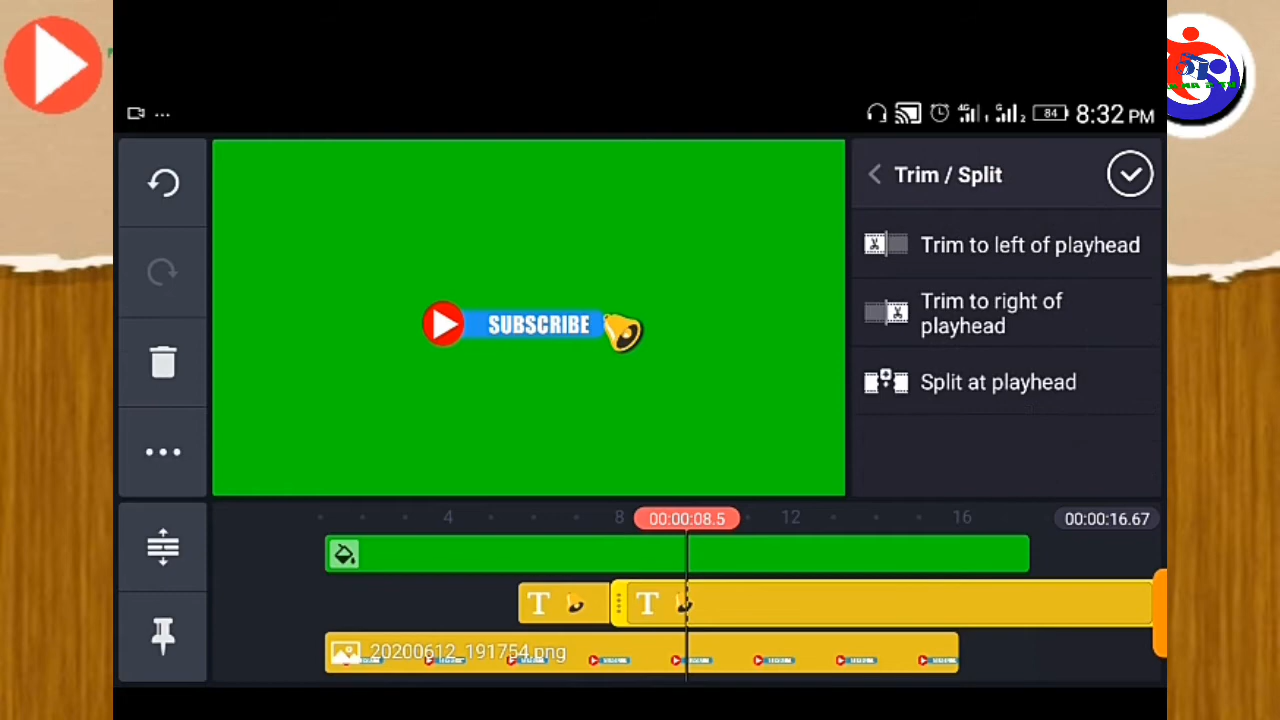 8:32 PM
84
Trim / Split
Trim to left of playhead
Trim to right of
playhead
Split at playhead
SUBSCRIBE
4
8
00:00:08.5
12
16
00:00:16.67
T
T
20200612_191754.png